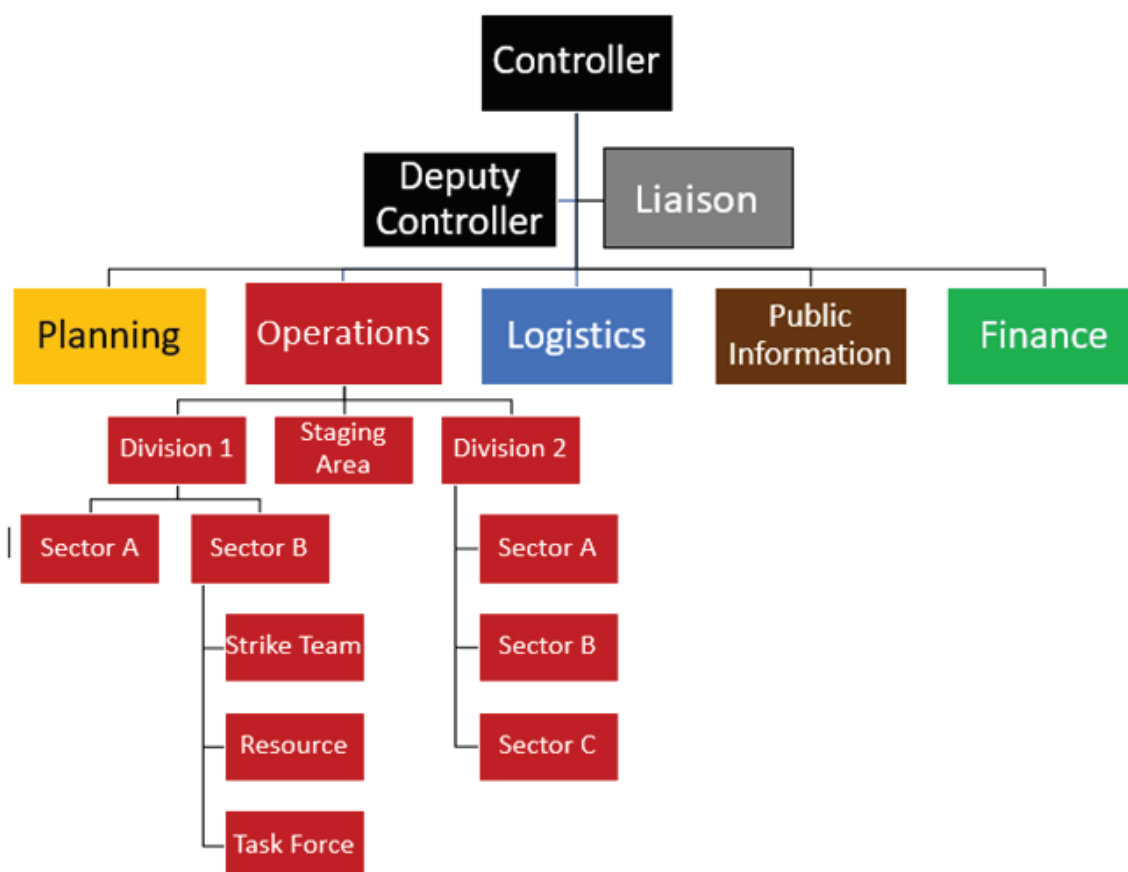 Controller
Deputy
Controller
Liaison
Planning
Operations
Logistics
Public
Information
Finance
Division 1
Staging
Area
Division 2
Sector A
Sector B
Sector A
Strike Team
Sector B
Resource
Sector C
Task Force